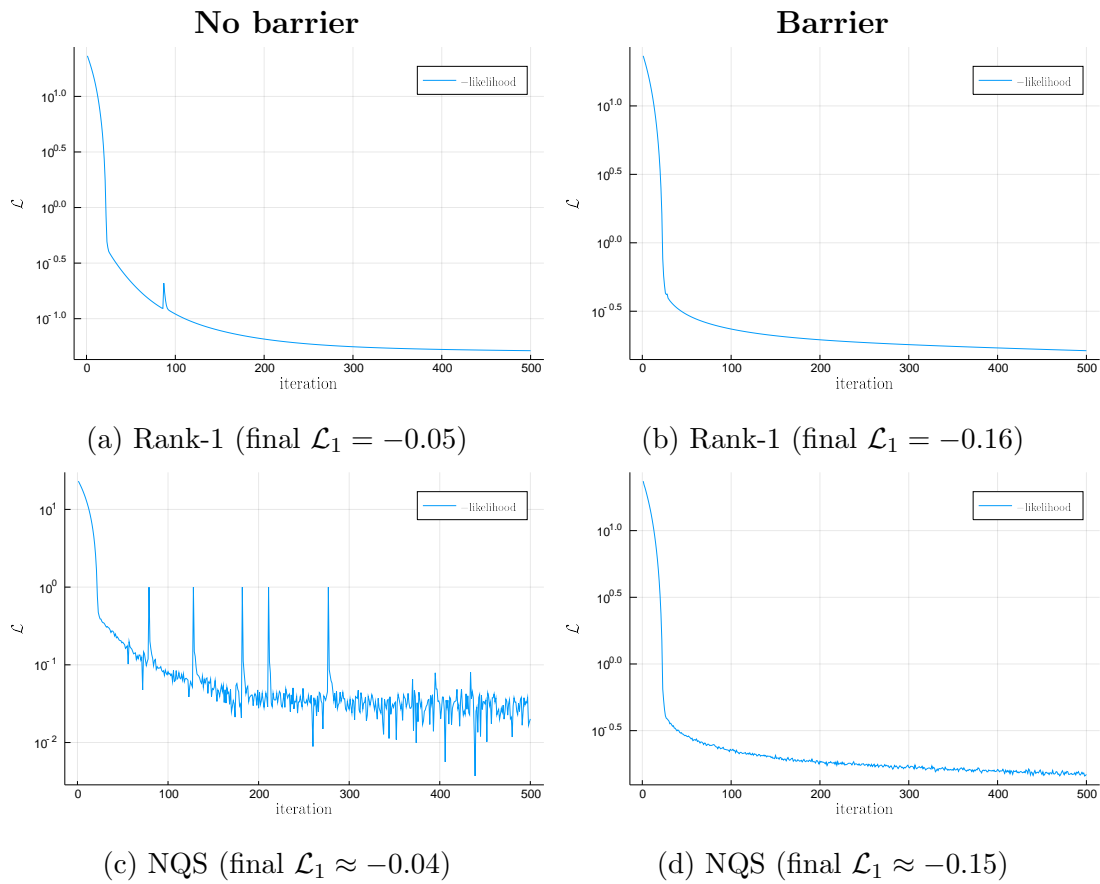 No barrier
Barrier
−likelihood
10^1.0
10^0.5
10^0.0
10^-0.5
10^-1.0
ℒ
0 100 200 300 400 500
iteration
−likelihood
10^1.0
10^0.5
10^0.0
10^-0.5
ℒ
0 100 200 300 400 500
iteration
(a) Rank-1 (final ℒ₁ = −0.05)
(b) Rank-1 (final ℒ₁ = −0.16)
−likelihood
10^1
10^0
10^-1
10^-2
ℒ
0 100 200 300 400 500
iteration
−likelihood
10^1.0
10^0.5
10^0.0
10^-0.5
ℒ
0 100 200 300 400 500
iteration
(c) NQS (final ℒ₁ ≈ −0.04)
(d) NQS (final ℒ₁ ≈ −0.15)